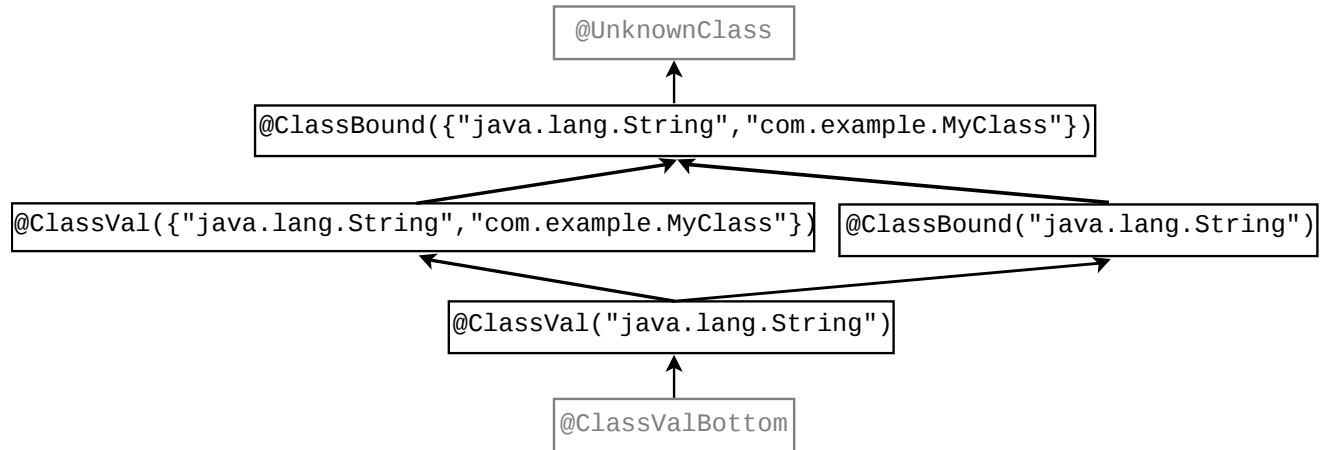 @UnknownClass
@ClassBound({"java.lang.String","com.example.MyClass"})
@ClassVal({"java.lang.String","com.example.MyClass"})
@ClassBound("java.lang.String")
@ClassVal("java.lang.String")
@ClassValBottom